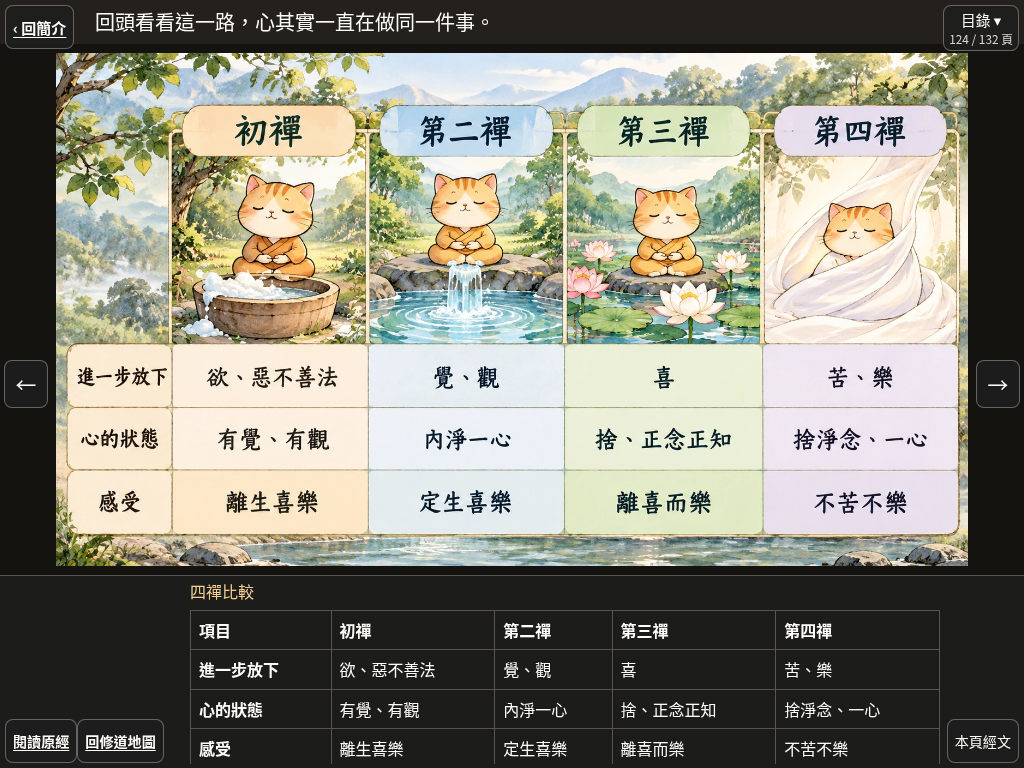 ‹ 回簡介
回頭看看這一路，心其實一直在做同一件事。
目錄 ▾
124 / 132 頁
初禪 第二禪 第三禪 第四禪
進一步放下 欲、惡不善法 覺、觀 喜 苦、樂
心的狀態 有覺、有觀 內淨一心 捨、正念正知 捨淨念、一心
感受 離生喜樂 定生喜樂 離喜而樂 不苦不樂
←
→
四禪比較
項目 初禪 第二禪 第三禪 第四禪
進一步放下 欲、惡不善法 覺、觀 喜 苦、樂
心的狀態 有覺、有觀 內淨一心 捨、正念正知 捨淨念、一心
感受 離生喜樂 定生喜樂 離喜而樂 不苦不樂
閱讀原經
回修道地圖
本頁經文